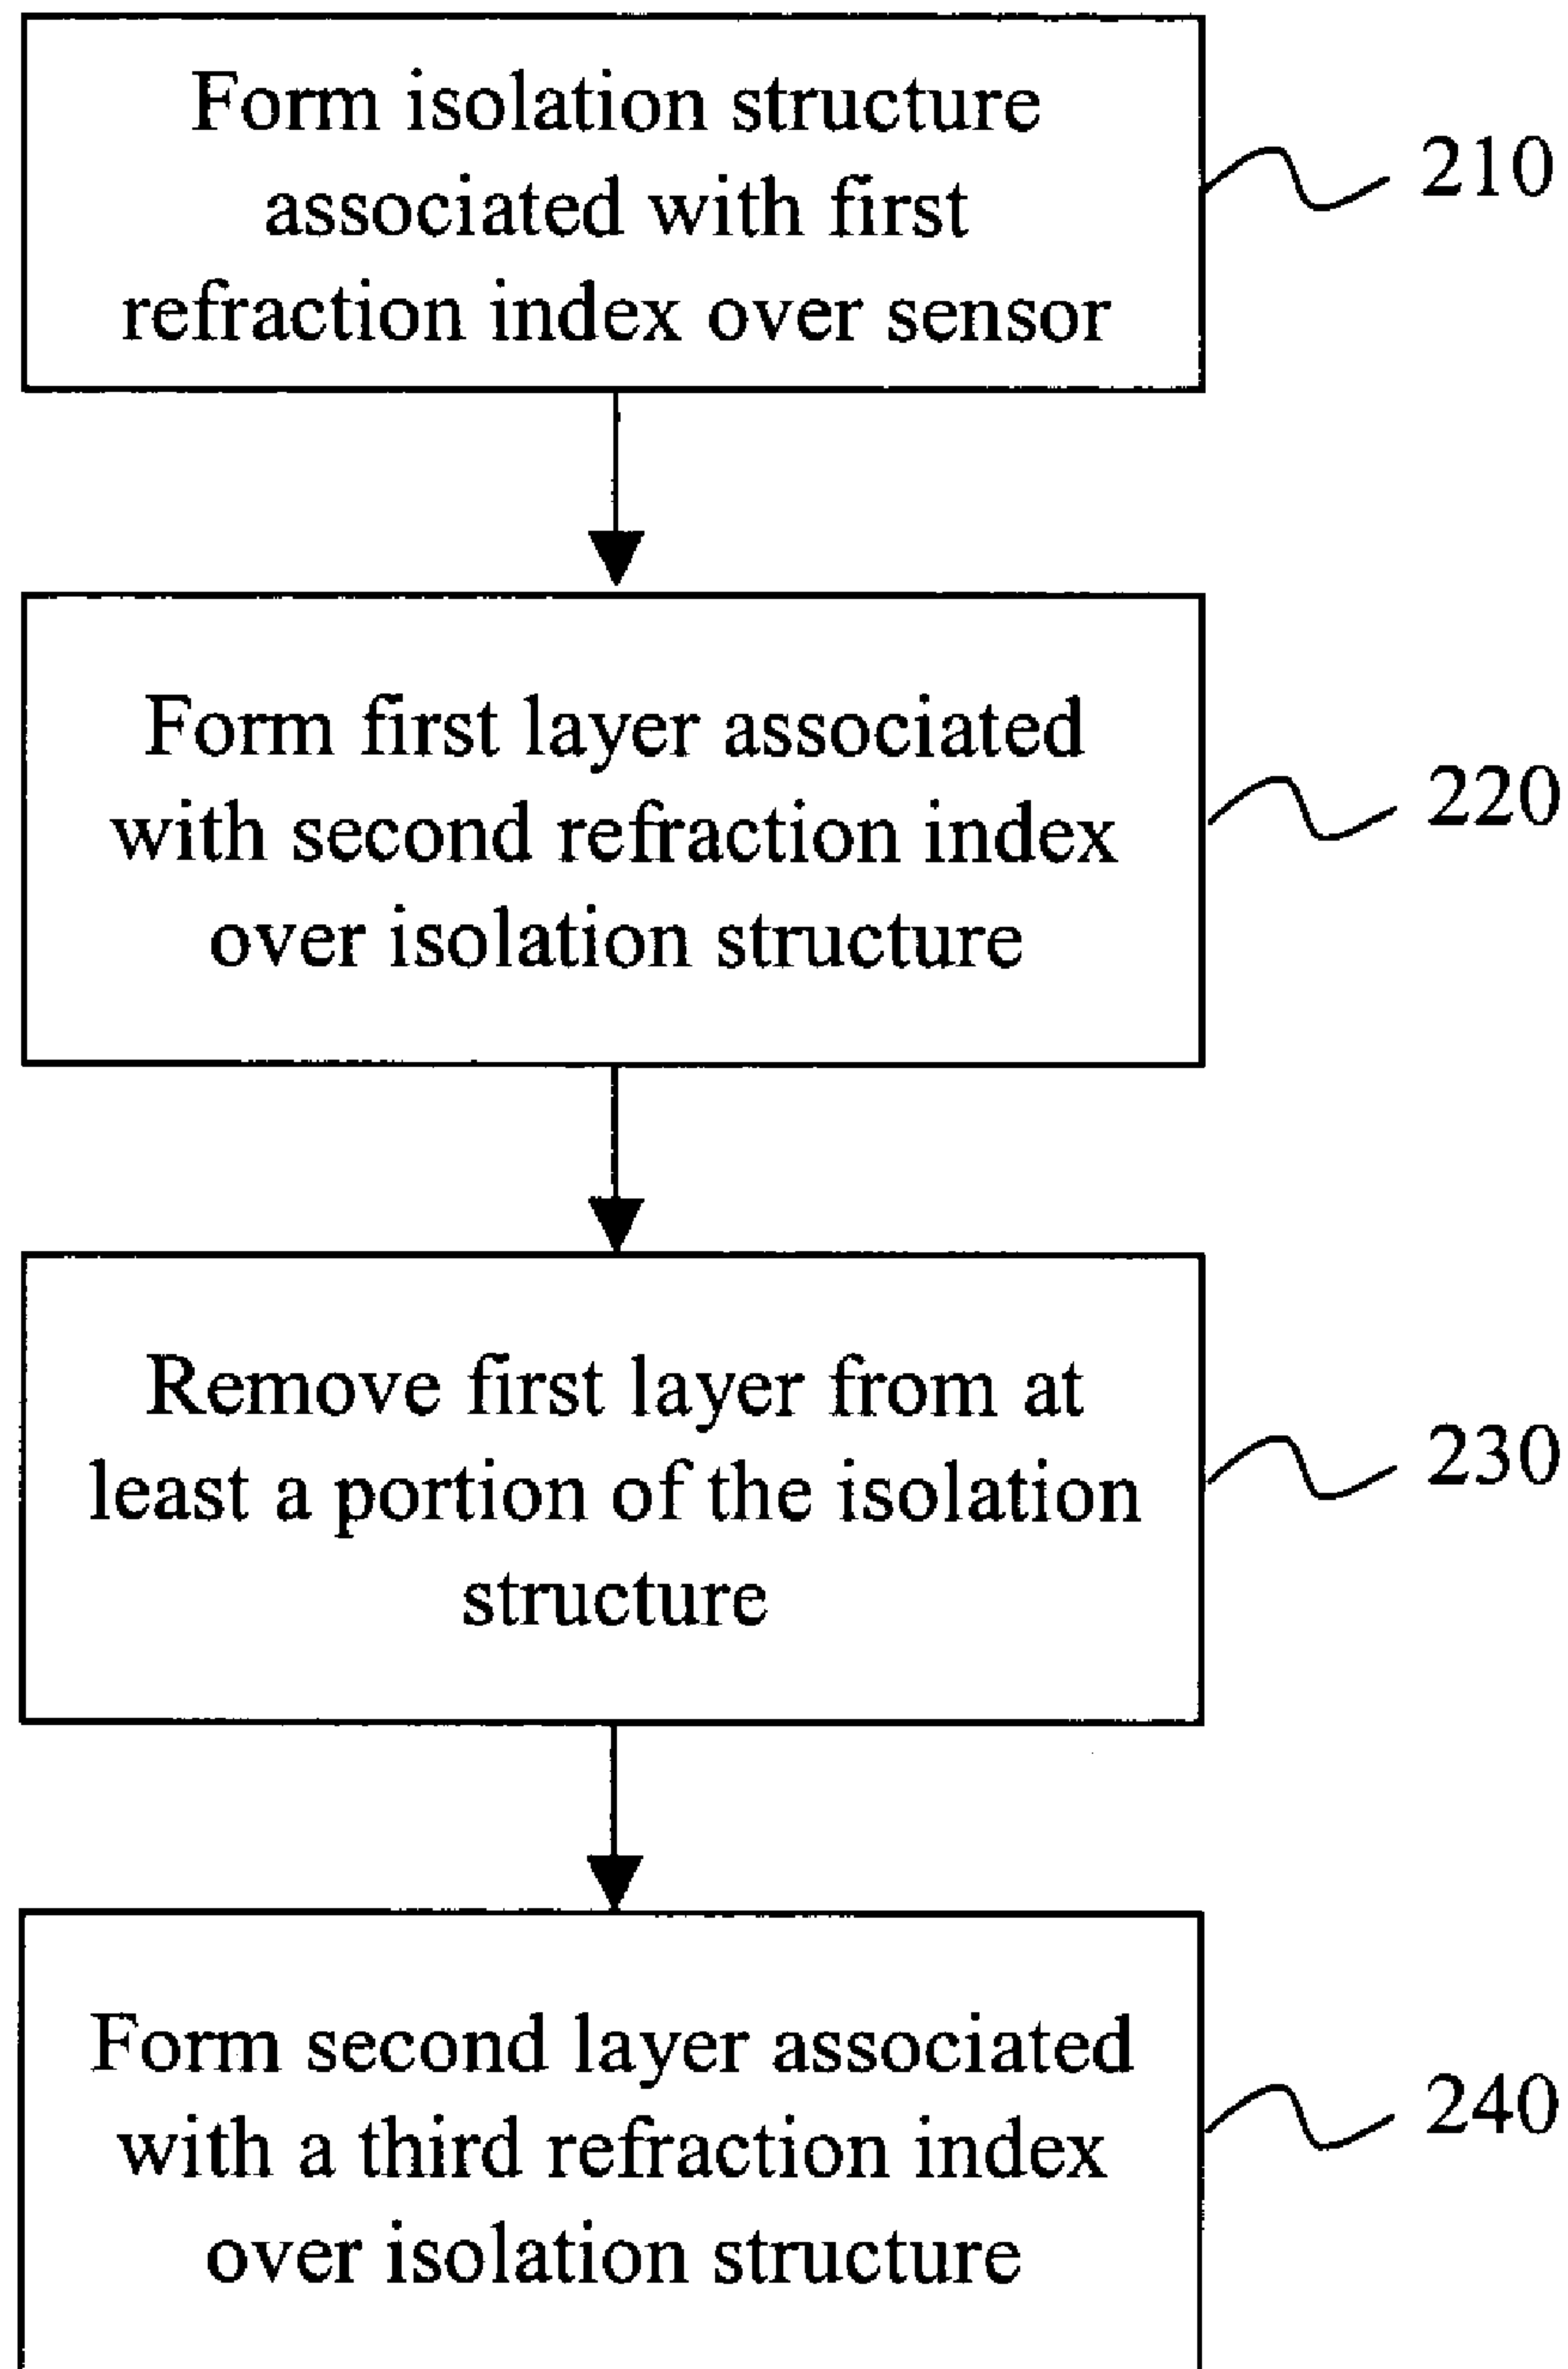 Form isolation structure
associated with first
refraction index over sensor
210
Form first layer associated
with second refraction index
over isolation structure
220
Remove first layer from at
least a portion of the isolation
structure
230
Form second layer associated
with a third refraction index
over isolation structure
240